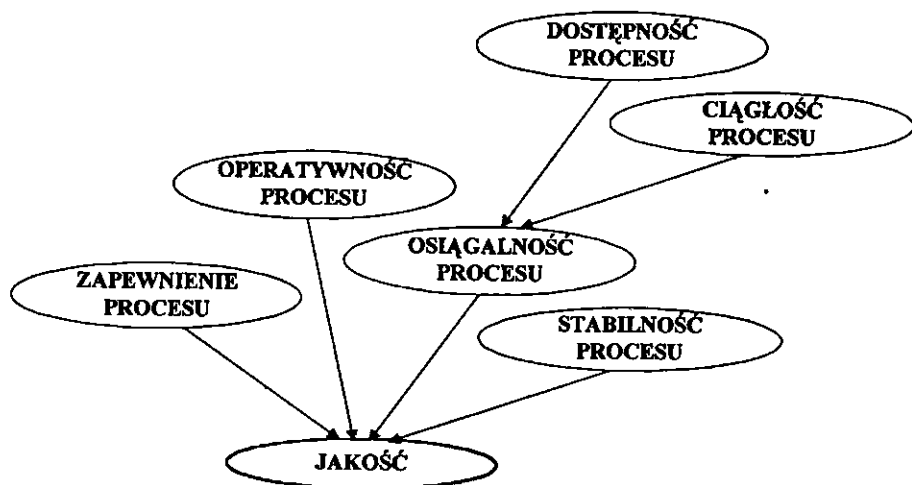 DOSTĘPNOŚĆ
PROCESU
CIĄGŁOŚĆ
PROCESU
OPERATYWNOŚĆ
PROCESU
OSIĄGALNOŚĆ
PROCESU
ZAPEWNIENIE
PROCESU
STABILNOŚĆ
PROCESU
JAKOŚĆ